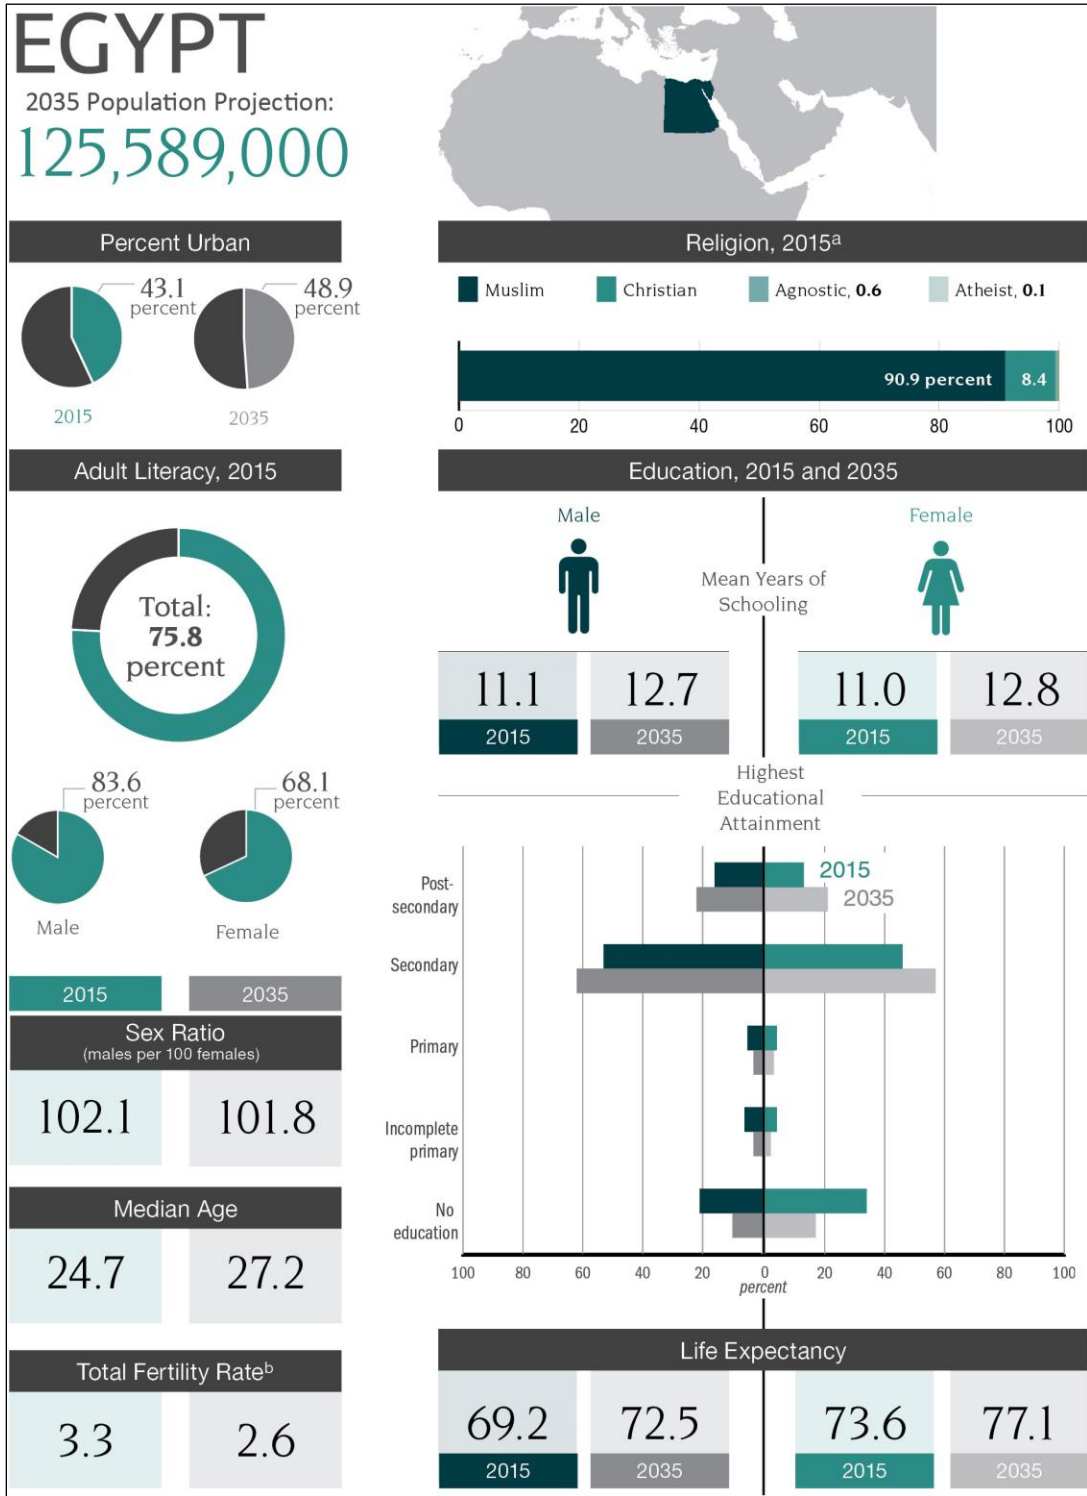 EGYPT
2035 Population Projection:
125,589,000
Percent Urban
43.1
percent
48.9
percent
2015
2035
Religion, 2015ᵃ
Muslim
Christian
Agnostic, 0.6
Atheist, 0.1
90.9 percent
8.4
0 20 40 60 80 100
Adult Literacy, 2015
Total:
75.8
percent
83.6
percent
68.1
percent
Male
Female
Education, 2015 and 2035
Male
Female
Mean Years of
Schooling
11.1
12.7
11.0
12.8
2015
2035
2015
2035
Highest
Educational
Attainment
2015
2035
Post-
secondary
Secondary
Primary
Incomplete
primary
No
education
100 80 60 40 20 0 20 40 60 80 100
percent
2015
2035
Sex Ratio
(males per 100 females)
102.1
101.8
Median Age
24.7
27.2
Total Fertility Rateᵇ
3.3
2.6
Life Expectancy
69.2
72.5
73.6
77.1
2015
2035
2015
2035